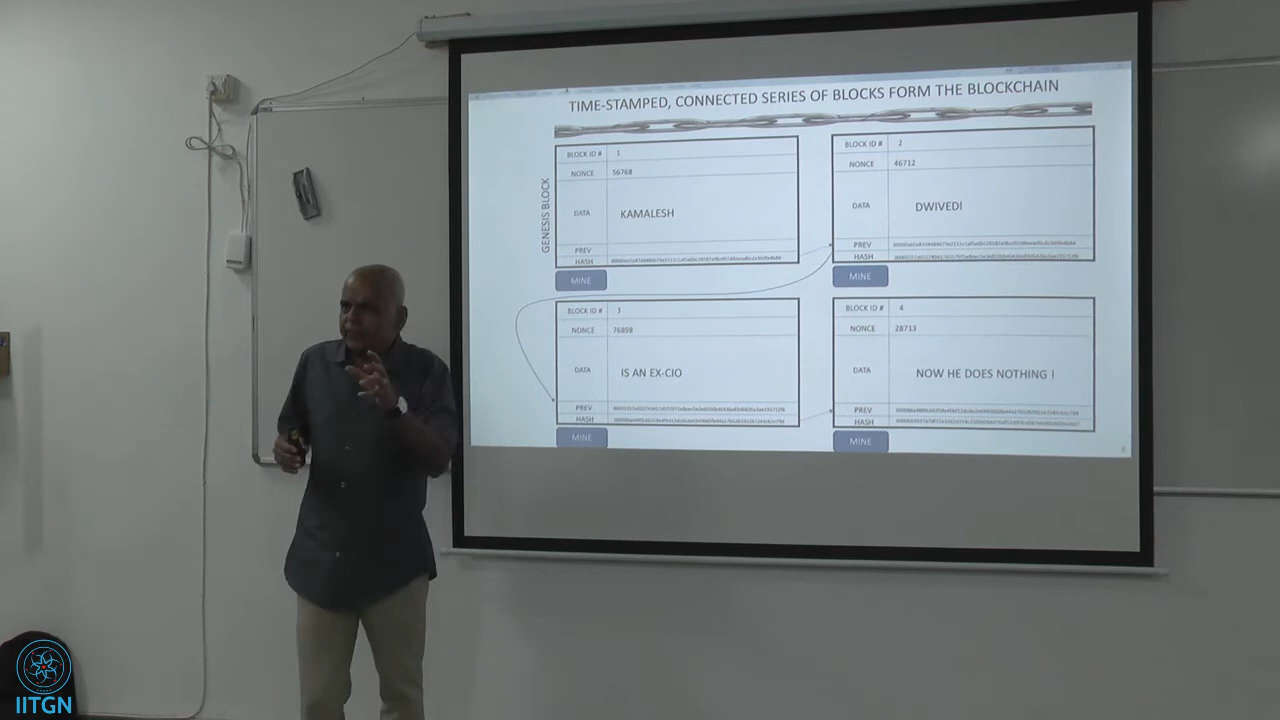 TIME-STAMPED, CONNECTED SERIES OF BLOCKS FORM THE BLOCKCHAIN
GENESIS BLOCK
BLOCK ID # 1
NONCE 56768
DATA KAMALESH
PREV
HASH
MINE
BLOCK ID # 2
NONCE 46712
DATA DWIVEDI
PREV
HASH
MINE
BLOCK ID # 3
NONCE 76898
DATA IS AN EX-CIO
PREV
HASH
MINE
BLOCK ID # 4
NONCE 28713
DATA NOW HE DOES NOTHING !
PREV
HASH
MINE
IITGN